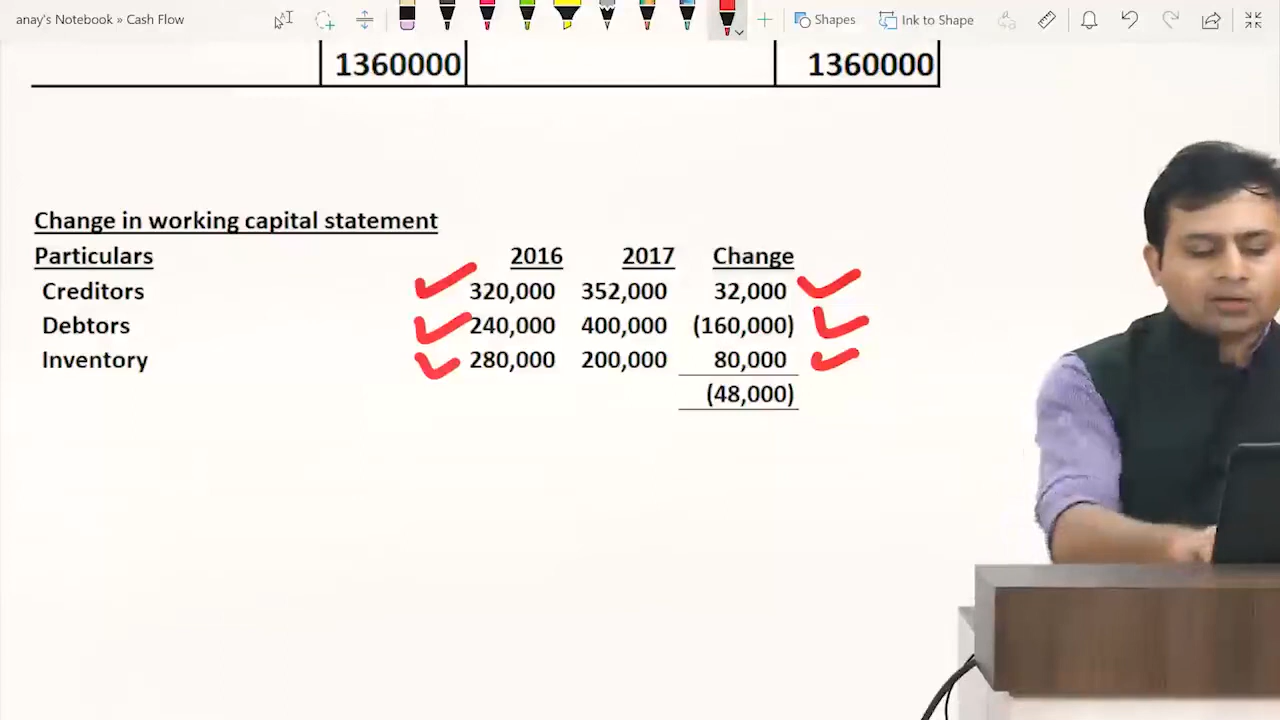 anay's Notebook » Cash Flow Shapes Ink to Shape
1360000 1360000
Change in working capital statement
Particulars 2016 2017 Change
Creditors 320,000 352,000 32,000
Debtors 240,000 400,000 (160,000)
Inventory 280,000 200,000 80,000
(48,000)